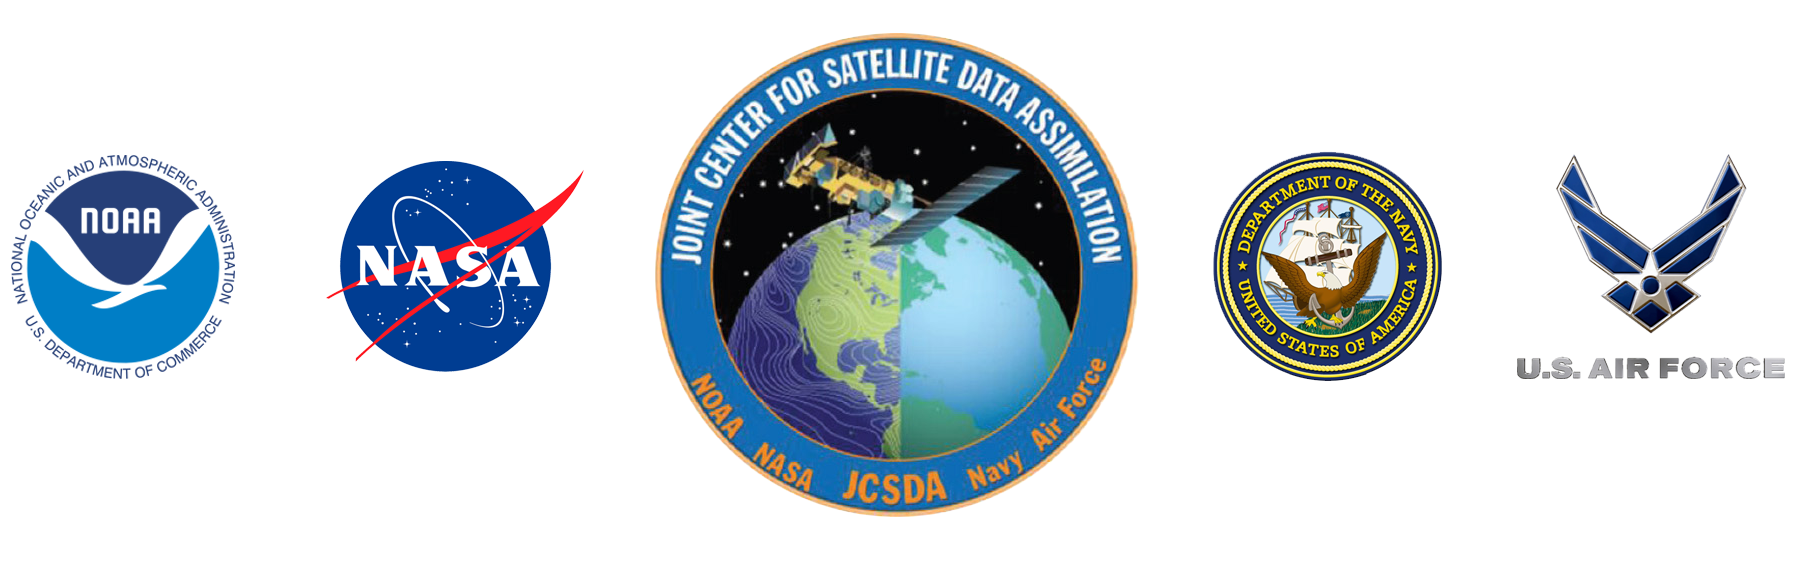 NATIONAL OCEANIC AND ATMOSPHERIC ADMINISTRATION
NOAA
U.S. DEPARTMENT OF COMMERCE
NASA
JOINT CENTER FOR SATELLITE DATA ASSIMILATION
NOAA NASA JCSDA Navy Air Force
DEPARTMENT OF THE NAVY
UNITED STATES OF AMERICA
U.S. AIR FORCE